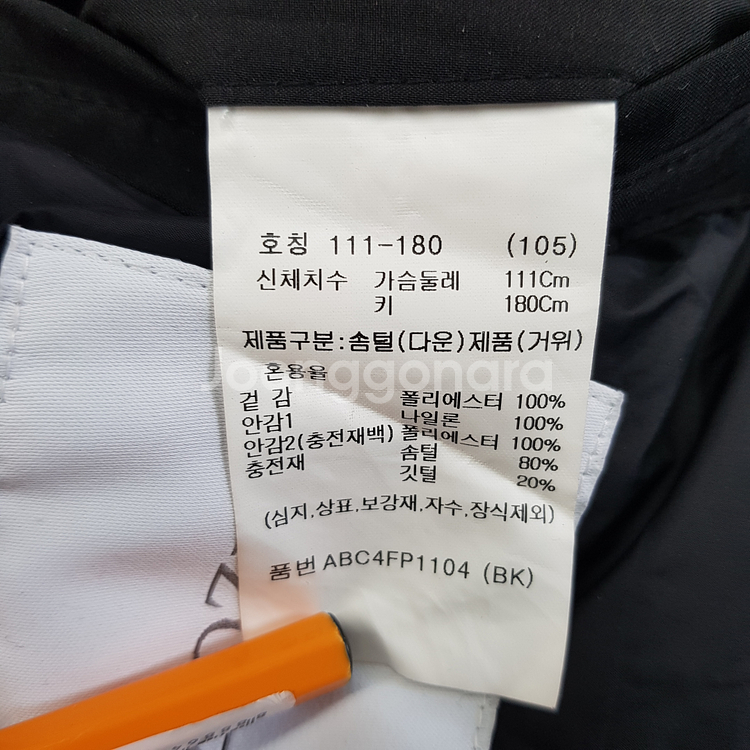 호칭 111-180 (105)
신체치수 가슴둘레 111Cm
키 180Cm
제품구분:솜털(다운)제품(거위)
혼용율
joonggonara
겉 감 폴리에스터 100%
안감1 나일론 100%
안감2(충전재백) 폴리에스터 100%
충전재 솜털 80%
깃털 20%
(심지,상표,보강재,자수,장식제외)
품번 ABC4FP1104 (BK)